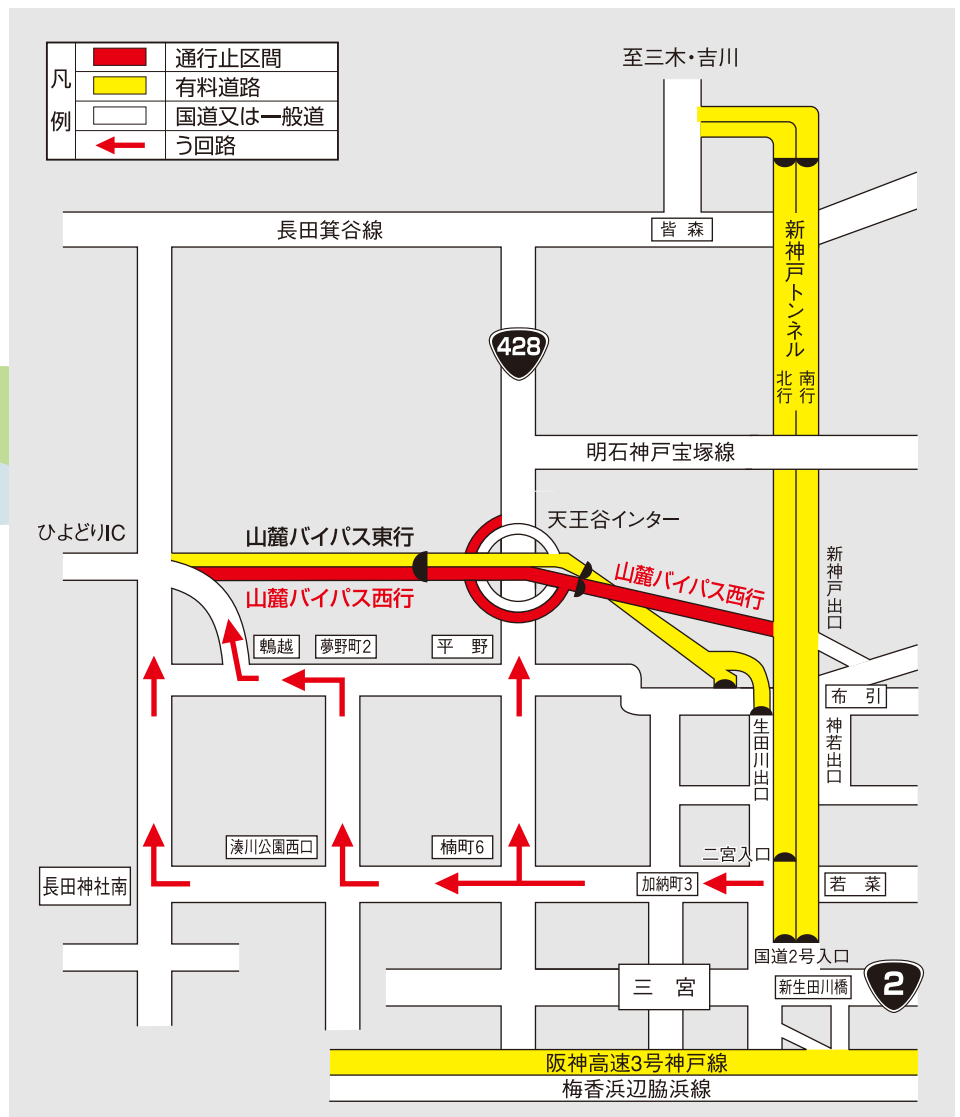 凡例
通行止区間
有料道路
国道又は一般道
う回路
至三木・吉川
長田箕谷線
皆森
新神戸トンネル
北行
南行
428
明石神戸宝塚線
ひよどりIC
山麓バイパス東行
天王谷インター
山麓バイパス西行
山麓バイパス西行
新神戸出口
鵯越
夢野町2
平野
布引
生田川出口
神若出口
湊川公園西口
楠町6
二宮入口
長田神社南
加納町3
若菜
国道2号入口
三宮
新生田川橋
2
阪神高速3号神戸線
梅香浜辺脇浜線